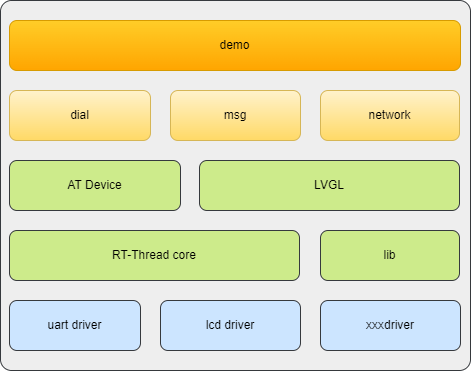 demo
dial
msg
network
AT Device
LVGL
RT-Thread core
lib
uart driver
lcd driver
xxxdriver